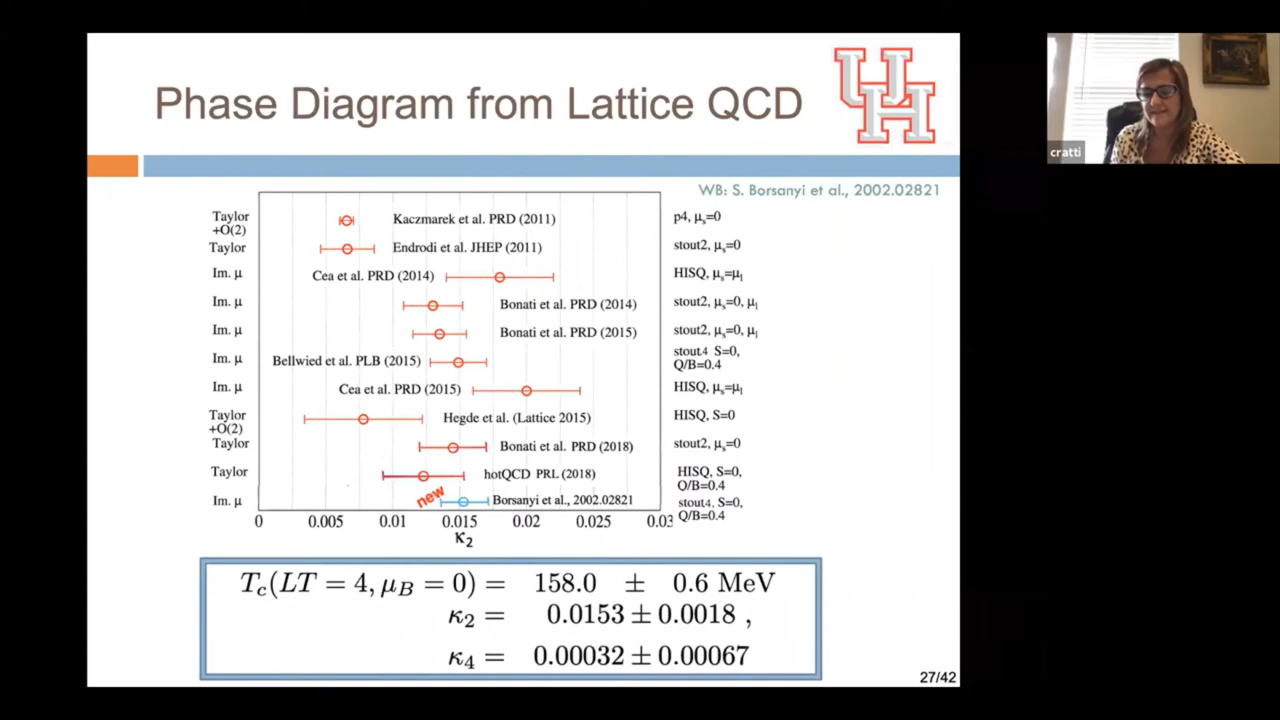 Phase Diagram from Lattice QCD
UH
cratti
WB: S. Borsanyi et al., 2002.02821
Taylor
+O(2)
Kaczmarek et al. PRD (2011)
p4, μs=0
Taylor
Endrodi et al. JHEP (2011)
stout2, μs=0
Im. μ
Cea et al. PRD (2014)
HISQ, μs=μl
Im. μ
Bonati et al. PRD (2014)
stout2, μs=0, μl
Im. μ
Bonati et al. PRD (2015)
stout2, μs=0, μl
Im. μ
Bellwied et al. PLB (2015)
stout4 S=0,
Q/B=0.4
Im. μ
Cea et al. PRD (2015)
HISQ, μs=μl
Taylor
+O(2)
Hegde et al. (Lattice 2015)
HISQ, S=0
Taylor
Bonati et al. PRD (2018)
stout2, μs=0
Taylor
hotQCD PRL (2018)
HISQ, S=0,
Q/B=0.4
Im. μ
new
Borsanyi et al., 2002.02821
stout4, S=0,
Q/B=0.4
0 0.005 0.01 0.015 0.02 0.025 0.03
κ2
Tc(LT = 4, μB = 0) = 158.0 ± 0.6 MeV
κ2 = 0.0153 ± 0.0018 ,
κ4 = 0.00032 ± 0.00067
27/42